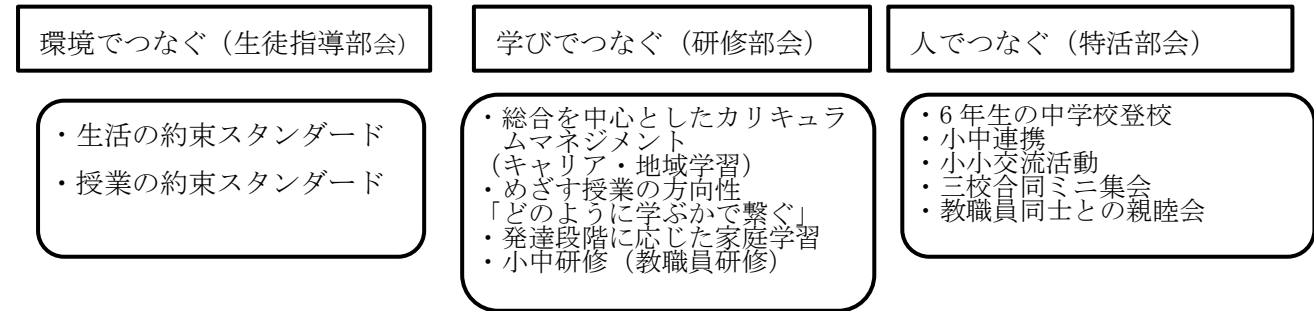 環境でつなぐ（生徒指導部会）
・生活の約束スタンダード
・授業の約束スタンダード
学びでつなぐ（研修部会）
・総合を中心としたカリキュラ
ムマネジメント
（キャリア・地域学習）
・めざす授業の方向性
「どのように学ぶかで繋ぐ」
・発達段階に応じた家庭学習
・小中研修（教職員研修）
人でつなぐ（特活部会）
・6年生の中学校登校
・小中連携
・小小交流活動
・三校合同ミニ集会
・教職員同士との親睦会